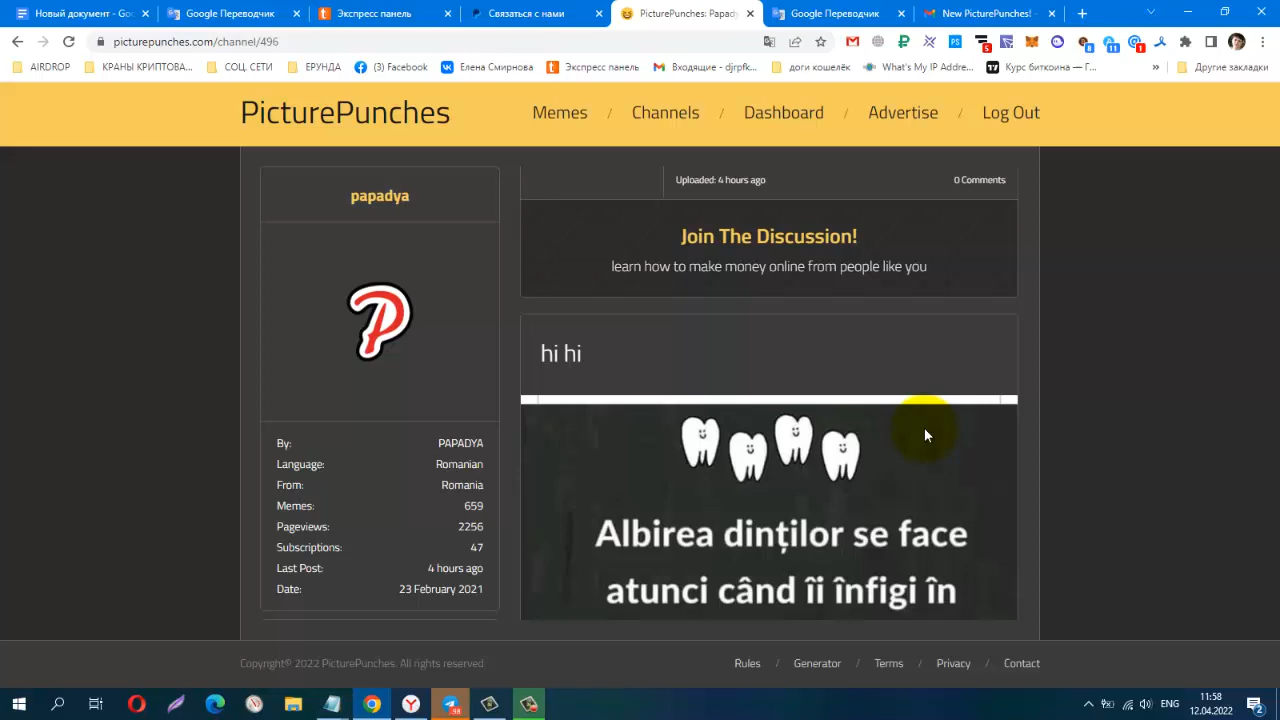 Новый документ - Goo
Google Переводчик
Экспресс панель
Связаться с нами
PicturePunches: Papad
Google Переводчик
New PicturePunches! -
picturepunches.com/channel/496
AIRDROP
КРАНЫ КРИПТОВА...
СОЦ. СЕТИ
ЕРУНДА
(3) Facebook
Елена Смирнова
Экспресс панель
Входящие - djrpfk...
доги кошелёк
What's My IP Addre...
Курс биткоина — Г...
»
Другие закладки
PicturePunches
Memes / Channels / Dashboard / Advertise / Log Out
papadya
P
By: PAPADYA
Language: Romanian
From: Romania
Memes: 659
Pageviews: 2256
Subscriptions: 47
Last Post: 4 hours ago
Date: 23 February 2021
Uploaded: 4 hours ago
0 Comments
Join The Discussion!
learn how to make money online from people like you
hi hi
Albirea dinților se face
atunci când îi înfigi în
Copyright© 2022 PicturePunches. All rights reserved.
Rules / Generator / Terms / Privacy / Contact
ENG
11:58
12.04.2022